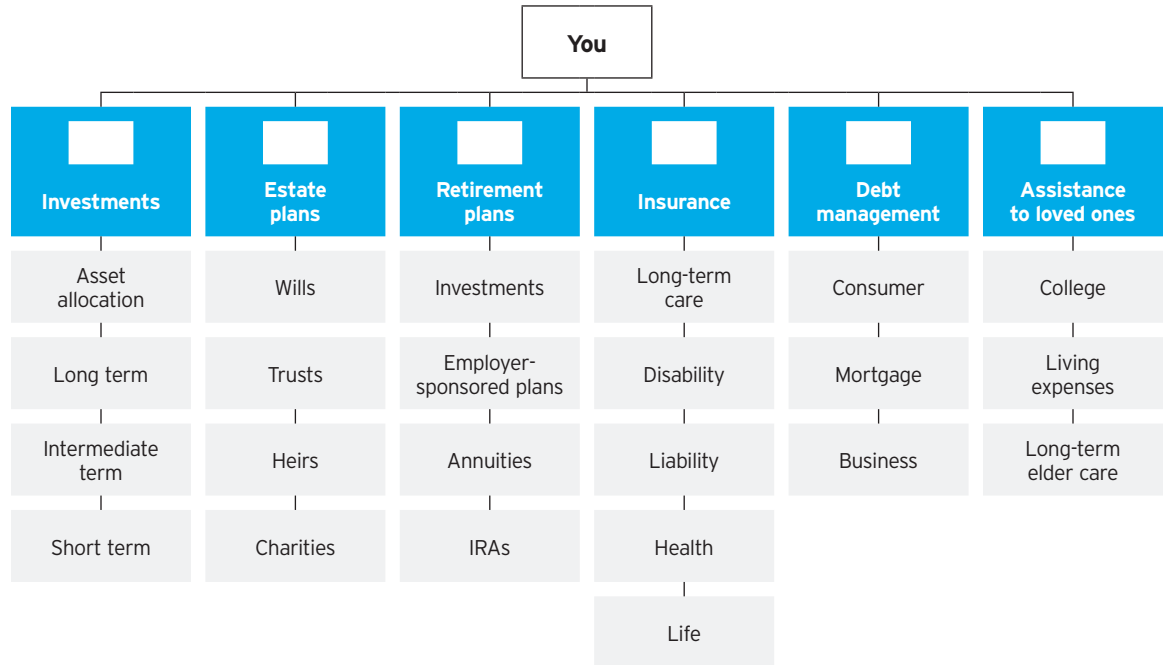 You
Investments
Estate
plans
Retirement
plans
Insurance
Debt
management
Assistance
to loved ones
Asset
allocation
Wills
Investments
Long-term
care
Consumer
College
Long term
Trusts
Employer-
sponsored plans
Disability
Mortgage
Living
expenses
Intermediate
term
Heirs
Annuities
Liability
Business
Long-term
elder care
Short term
Charities
IRAs
Health
Life